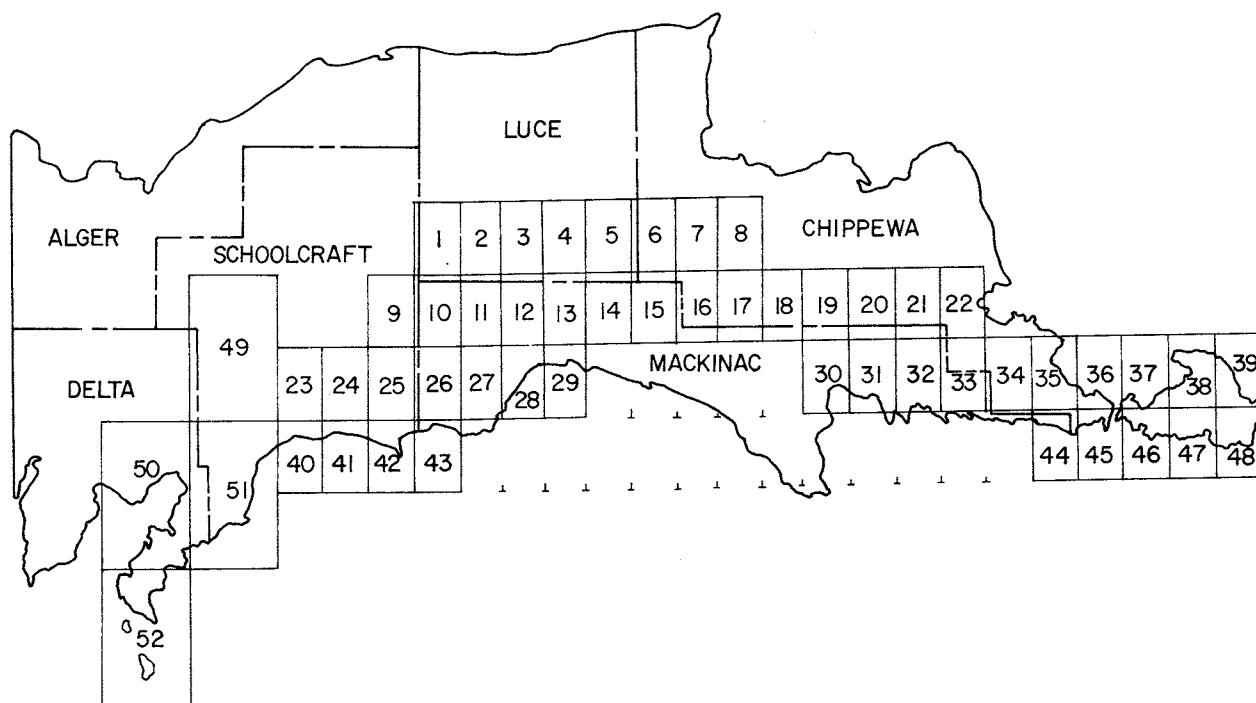 LUCE
ALGER
SCHOOLCRAFT
1 2 3 4 5 6 7 8
CHIPPEWA
9 10 11 12 13 14 15 16 17 18 19 20 21 22
49
DELTA
23 24 25 26 27 28 29
MACKINAC
30 31 32 33 34 35 36 37 38 39
50
51
40 41 42 43
44 45 46 47 48
52